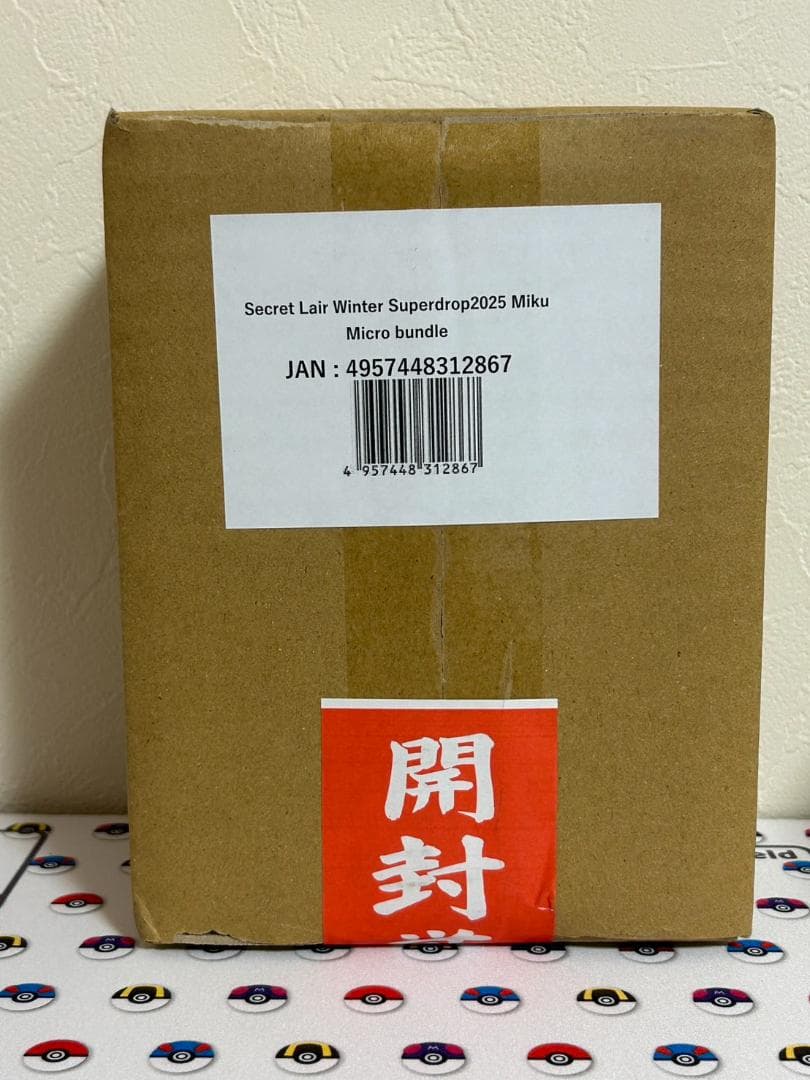 Secret Lair Winter Superdrop2025 Miku
Micro bundle
JAN : 4957448312867
4 957448 312867
開
封